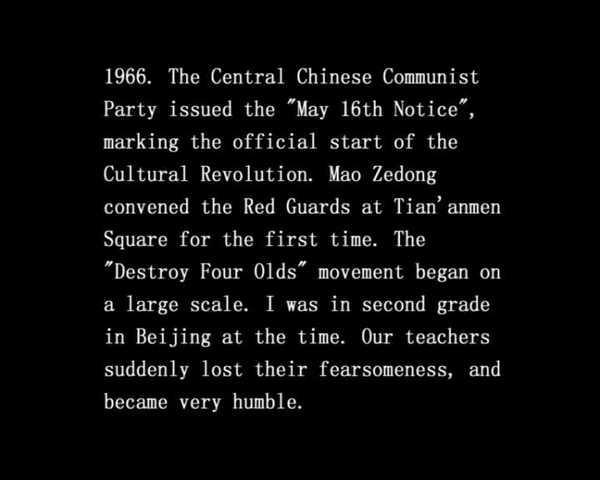 1966. The Central Chinese Communist
Party issued the "May 16th Notice",
marking the official start of the
Cultural Revolution. Mao Zedong
convened the Red Guards at Tian'anmen
Square for the first time. The
"Destroy Four Olds" movement began on
a large scale. I was in second grade
in Beijing at the time. Our teachers
suddenly lost their fearsomeness, and
became very humble.